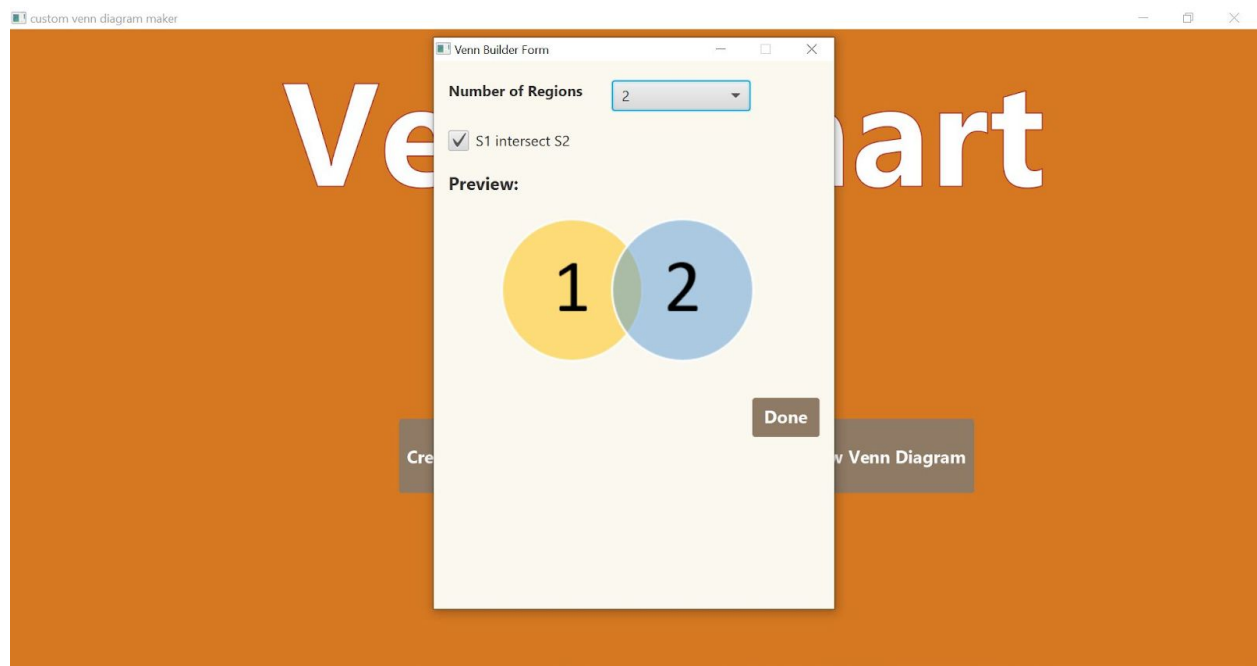 custom venn diagram maker
Venn Builder Form
Ve art
Number of Regions 2
S1 intersect S2
Preview:
1 2
Done
Cre Venn Diagram